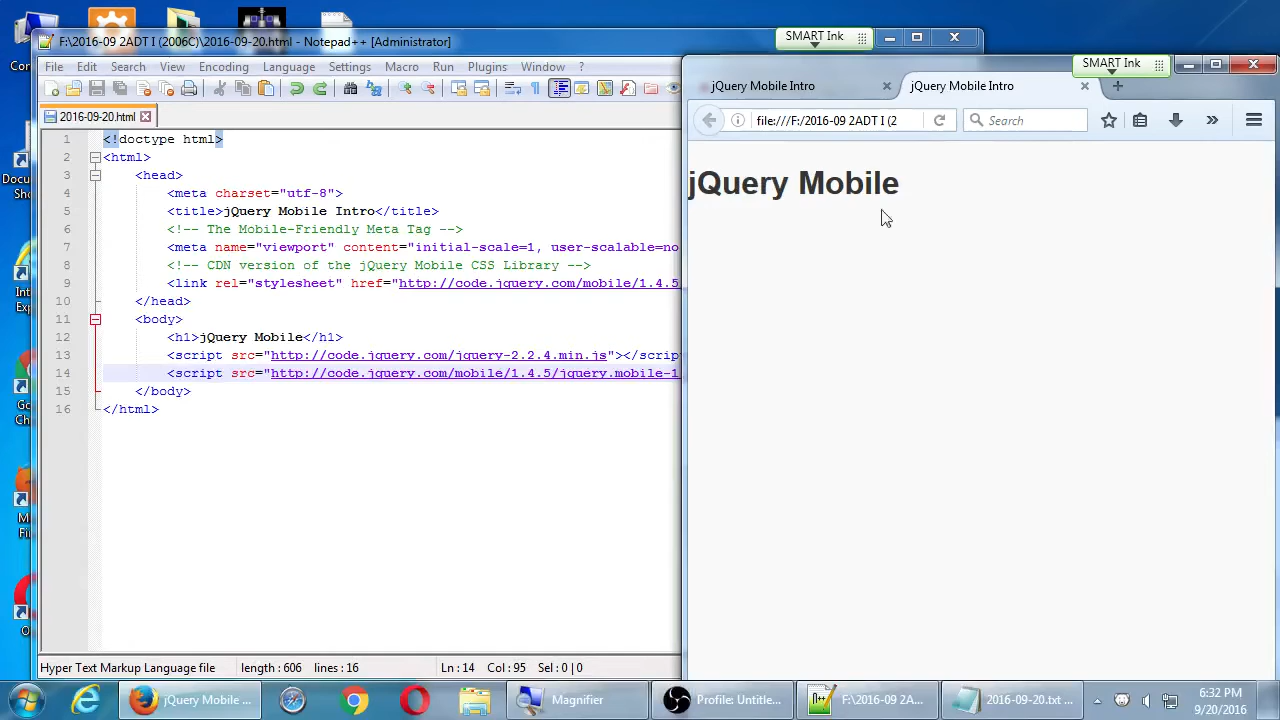 F:\2016-09 2ADT I (2006C)\2016-09-20.html - Notepad++ [Administrator]
SMART Ink
File Edit Search View Encoding Language Settings Macro Run Plugins Window ?
2016-09-20.html
1 <!doctype html>
2 <html>
3 <head>
4 <meta charset="utf-8">
5 <title>jQuery Mobile Intro</title>
6 <!-- The Mobile-Friendly Meta Tag -->
7 <meta name="viewport" content="initial-scale=1, user-scalable=no
8 <!-- CDN version of the jQuery Mobile CSS Library -->
9 <link rel="stylesheet" href="http://code.jquery.com/mobile/1.4.5
10 </head>
11 <body>
12 <h1>jQuery Mobile</h1>
13 <script src="http://code.jquery.com/jquery-2.2.4.min.js"></scrip
14 <script src="http://code.jquery.com/mobile/1.4.5/jquery.mobile-1
15 </body>
16 </html>
Hyper Text Markup Language file length : 606 lines : 16 Ln : 14 Col : 95 Sel : 0 | 0
SMART Ink
jQuery Mobile Intro
jQuery Mobile Intro
file:///F:/2016-09 2ADT I (2
Search
jQuery Mobile
Con
Docu
Sho
Int
Exp
Go
Ch
M
Fi
O
jQuery Mobile ...
Magnifier
Profile: Untitle...
F:\2016-09 2A...
2016-09-20.txt ...
6:32 PM
9/20/2016